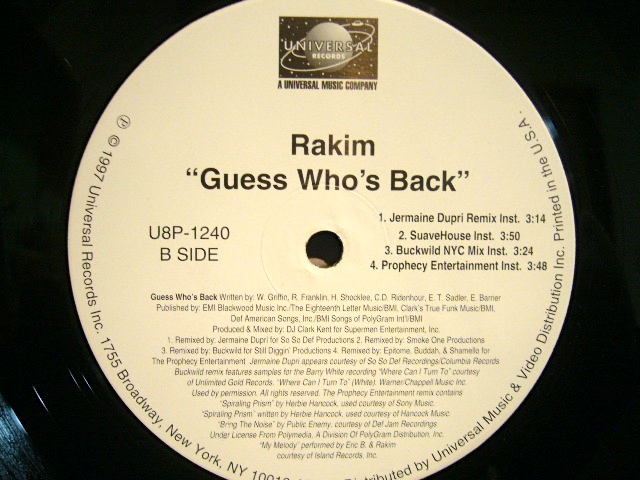 UNIVERSAL
RECORDS
A UNIVERSAL MUSIC COMPANY
Rakim
“Guess Who's Back”
U8P-1240
B SIDE
1. Jermaine Dupri Remix Inst. 3:14
2. SuaveHouse Inst. 3:50
3. Buckwild NYC Mix Inst. 3:24
4. Prophecy Entertainment Inst. 3:48
Guess Who's Back Written by: W. Griffin, R. Franklin, H. Shocklee, C.D. Ridenhour, E. T. Sadler, E. Barrier
Published by: EMI Blackwood Music Inc./The Eighteenth Letter Music/BMI, Clark's True Funk Music/BMI,
Def American Songs, Inc./BMI Songs of PolyGram Int'l/BMI
Produced & Mixed by: DJ Clark Kent for Supermen Entertainment, Inc.
1. Remixed by: Jermaine Dupri for So So Def Productions 2. Remixed by: Smoke One Productions
3. Remixed by: Buckwild for Still Diggin' Productions 4. Remixed by: Epitome, Buddah, & Shamello for
The Prophecy Entertainment Jermaine Dupri appears courtesy of So So Def Recordings/Columbia Records
Buckwild remix features samples for the Barry White recording "Where Can I Turn To" courtesy
of Unlimited Gold Records. "Where Can I Turn To" (White). Warner/Chappell Music Inc.
Used by permission. All rights reserved. The Prophecy Entertainment remix contains
"Spiraling Prism" by Herbie Hancock, used courtesy of Sony Music.
"Spiraling Prism" written by Herbie Hancock, used courtesy of Hancock Music.
"Bring The Noise" by Public Enemy, courtesy of Def Jam Recordings
Under License From Polymedia, A Division Of PolyGram Distribution, Inc.
"My Melody" performed by Eric B. & Rakim
courtesy of Island Records, Inc.
℗ © 1997 Universal Records Inc. 1755 Broadway, New York, NY Distributed by Universal Music & Video Distribution Inc. Printed in the U.S.A.